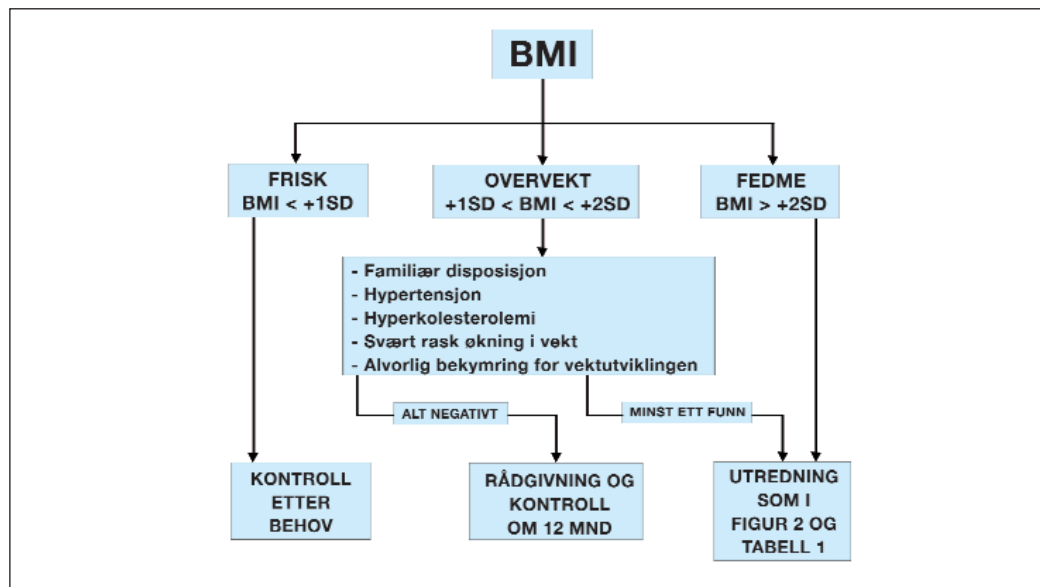 BMI
FRISK
BMI < +1SD
OVERVEKT
+1SD < BMI < +2SD
FEDME
BMI > +2SD
- Familiær disposisjon
- Hypertensjon
- Hyperkolesterolemi
- Svært rask økning i vekt
- Alvorlig bekymring for vektutviklingen
ALT NEGATIVT
MINST ETT FUNN
KONTROLL
ETTER
BEHOV
RÅDGIVNING OG
KONTROLL
OM 12 MND
UTREDNING
SOM I
FIGUR 2 OG
TABELL 1